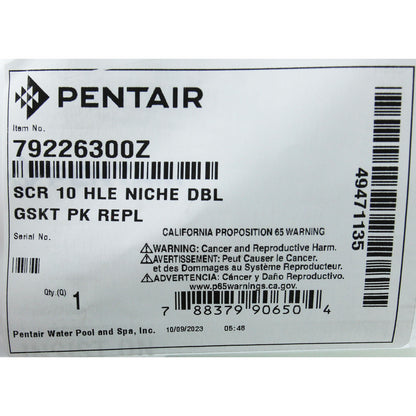 PENTAIR
Item No.
79226300Z
SCR 10 HLE NICHE DBL
GSKT PK REPL
Serial No.
49471135
CALIFORNIA PROPOSITION 65 WARNING
WARNING: Cancer and Reproductive Harm.
AVERTISSEMENT: Peut Causer le Cancer.
et des Dommages au Système Reproducteur.
ADVERTENCIA: Cáncer y Daño Reproductivo.
www.p65warnings.ca.gov.
Qty.(Q) 1
7 88379 90650 4
Pentair Water Pool and Spa, Inc. 10/09/2023 05:46